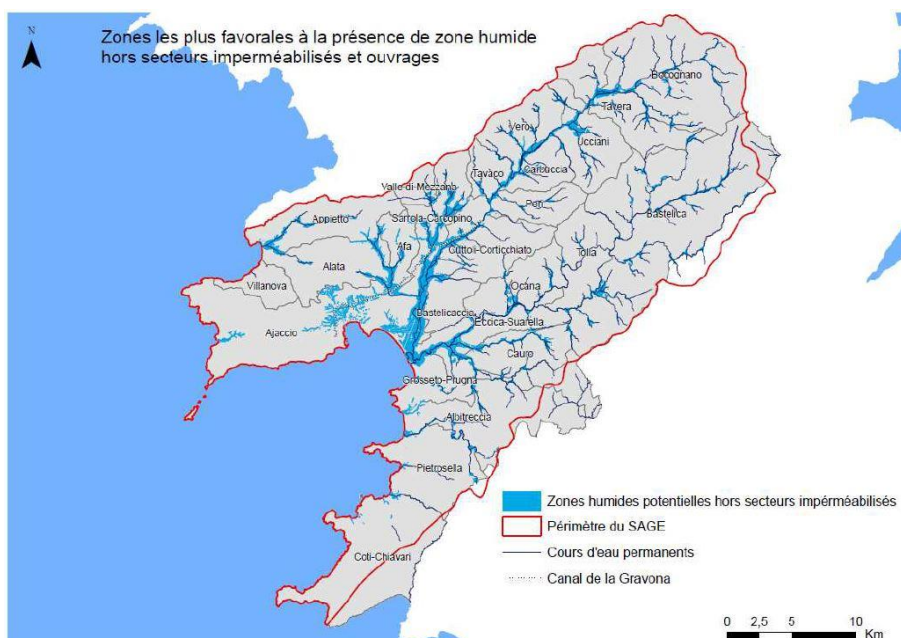 N
Zones les plus favorales à la présence de zone humide
hors secteurs imperméabilisés et ouvrages
Bocognano
Tavera
Vero
Ucciani
Carbuccia
Tavaco
Valle-di-Mezzana
Peri
Bastelica
Appietto
Sarrola-Carcopino
Afa
Cuttoli-Corticchiato
Tolla
Alata
Villanova
Ocana
Bastelicaccia
Eccica-Suarella
Ajaccio
Cauro
Grosseto-Prugna
Albitreccia
Pietrosella
Coti-Chiavari
Zones humides potentielles hors secteurs impérméabilisés
Périmètre du SAGE
Cours d'eau permanents
Canal de la Gravona
0 2,5 5 10
Km